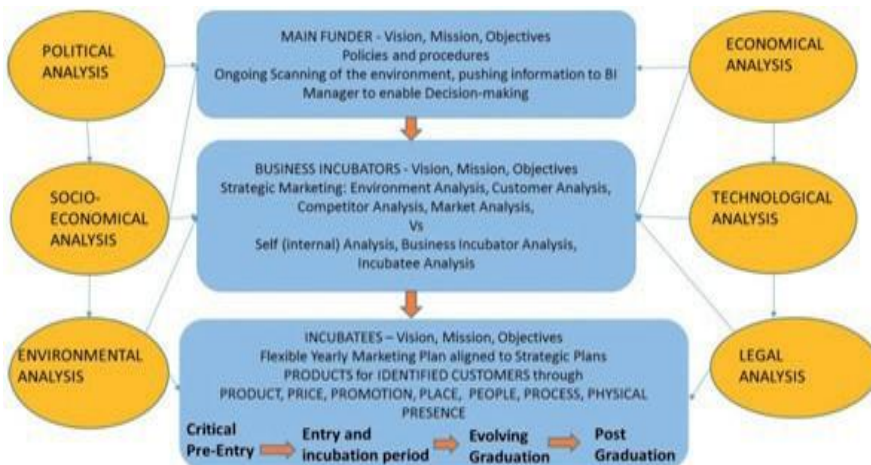 POLITICAL
ANALYSIS
MAIN FUNDER - Vision, Mission, Objectives
Policies and procedures
Ongoing Scanning of the environment, pushing information to BI
Manager to enable Decision-making
ECONOMICAL
ANALYSIS
SOCIO-
ECONOMICAL
ANALYSIS
BUSINESS INCUBATORS - Vision, Mission, Objectives
Strategic Marketing: Environment Analysis, Customer Analysis,
Competitor Analysis, Market Analysis,
Vs
Self (internal) Analysis, Business Incubator Analysis,
Incubatee Analysis
TECHNOLOGICAL
ANALYSIS
ENVIRONMENTAL
ANALYSIS
INCUBATEES – Vision, Mission, Objectives
Flexible Yearly Marketing Plan aligned to Strategic Plans
PRODUCTS for IDENTIFIED CUSTOMERS through
PRODUCT, PRICE, PROMOTION, PLACE, PEOPLE, PROCESS, PHYSICAL
PRESENCE
LEGAL
ANALYSIS
Critical
Pre-Entry
Entry and
incubation period
Evolving
Graduation
Post
Graduation